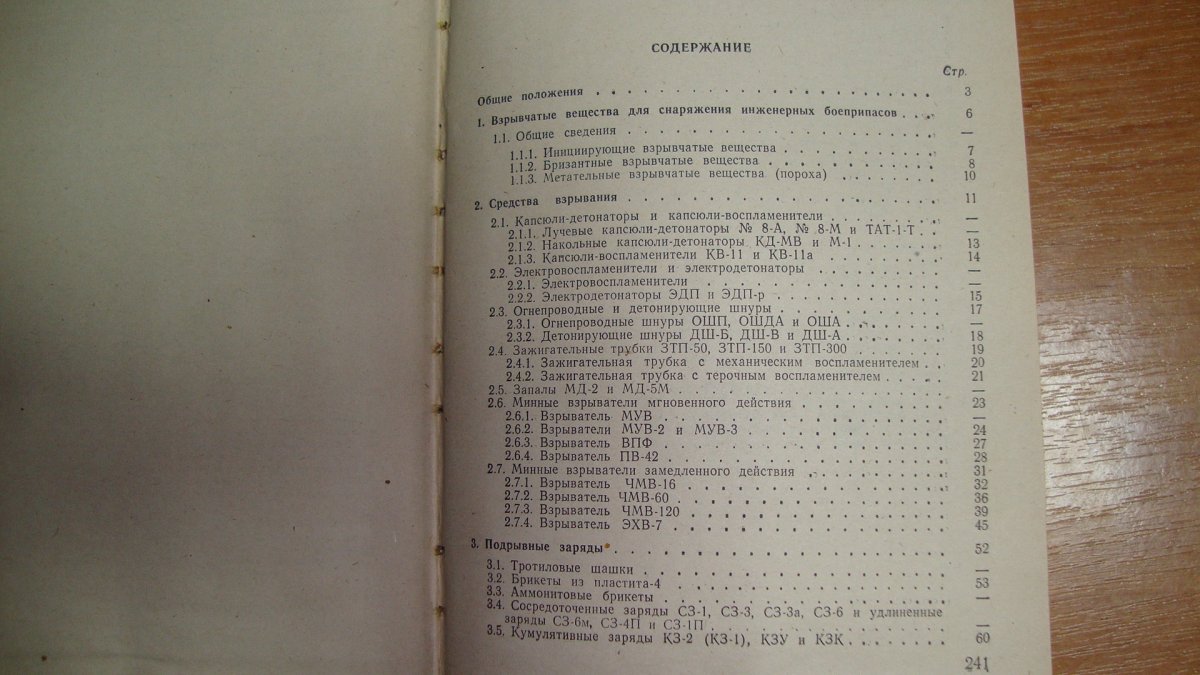 СОДЕРЖАНИЕ
Стр.
Общие положения . . . . . . . . . . . . . . . . . . . 3
1. Взрывчатые вещества для снаряжения инженерных боеприпасов . . . 6
1.1. Общие сведения . . . . . . . . . . . . . . . . . . —
1.1.1. Инициирующие взрывчатые вещества . . . . . . . . . 7
1.1.2. Бризантные взрывчатые вещества . . . . . . . . . . 8
1.1.3. Метательные взрывчатые вещества (пороха) . . . . . . 10
2. Средства взрывания . . . . . . . . . . . . . . . . . . 11
2.1. Капсюли-детонаторы и капсюли-воспламенители . . . . . . . —
2.1.1. Лучевые капсюли-детонаторы № 8-А, № 8-М и ТАТ-1-Т . . —
2.1.2. Накольные капсюли-детонаторы КД-МВ и М-1 . . . . . 13
2.1.3. Капсюли-воспламенители КВ-11 и КВ-11а . . . . . . . 14
2.2. Электровоспламенители и электродетонаторы . . . . . . . —
2.2.1. Электровоспламенители . . . . . . . . . . . . . . —
2.2.2. Электродетонаторы ЭДП и ЭДП-р . . . . . . . . . . 15
2.3. Огнепроводные и детонирующие шнуры . . . . . . . . . . 17
2.3.1. Огнепроводные шнуры ОШП, ОШДА и ОША . . . . . . —
2.3.2. Детонирующие шнуры ДШ-Б, ДШ-В и ДШ-А . . . . . . 18
2.4. Зажигательные трубки ЗТП-50, ЗТП-150 и ЗТП-300 . . . . . 19
2.4.1. Зажигательная трубка с механическим воспламенителем . . 20
2.4.2. Зажигательная трубка с терочным воспламенителем . . . . 21
2.5. Запалы МД-2 и МД-5М . . . . . . . . . . . . . . . . —
2.6. Минные взрыватели мгновенного действия . . . . . . . . . 23
2.6.1. Взрыватель МУВ . . . . . . . . . . . . . . . . . —
2.6.2. Взрыватели МУВ-2 и МУВ-3 . . . . . . . . . . . . 24
2.6.3. Взрыватель ВПФ . . . . . . . . . . . . . . . . . 27
2.6.4. Взрыватель ПВ-42 . . . . . . . . . . . . . . . . 28
2.7. Минные взрыватели замедленного действия . . . . . . . . 31
2.7.1. Взрыватель ЧМВ-16 . . . . . . . . . . . . . . . . 32
2.7.2. Взрыватель ЧМВ-60 . . . . . . . . . . . . . . . . 36
2.7.3. Взрыватель ЧМВ-120 . . . . . . . . . . . . . . . 39
2.7.4. Взрыватель ЭХВ-7 . . . . . . . . . . . . . . . . 45
3. Подрывные заряды . . . . . . . . . . . . . . . . . . . 52
3.1. Тротиловые шашки . . . . . . . . . . . . . . . . . —
3.2. Брикеты из пластита-4 . . . . . . . . . . . . . . . . 53
3.3. Аммонитовые брикеты . . . . . . . . . . . . . . . . —
3.4. Сосредоточенные заряды СЗ-1, СЗ-3, СЗ-3а, СЗ-6 и удлиненные
заряды СЗ-6м, СЗ-4П и СЗ-1П . . . . . . . . . . . . . . —
3.5. Кумулятивные заряды КЗ-2 (КЗ-1), КЗУ и КЗК . . . . . . . 60
241